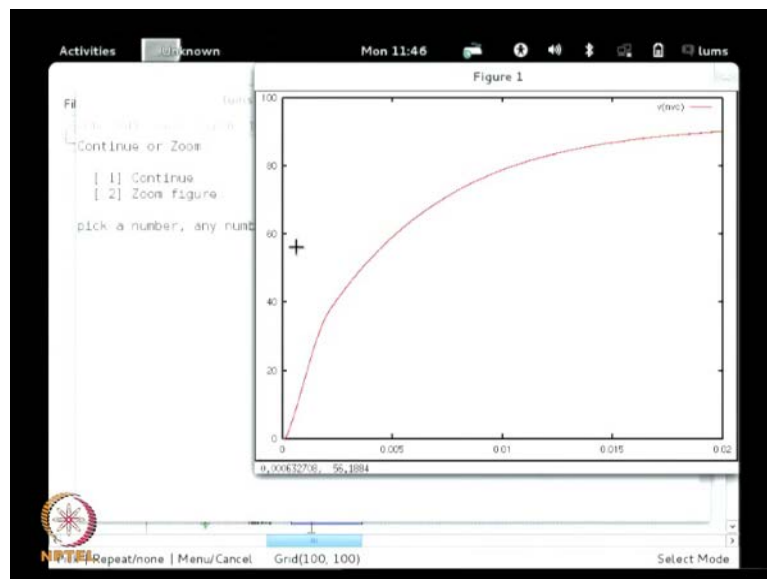 Activities
Mon 11:46
lums
Figure 1
Continue or Zoom
[ 1] Continue
[ 2] Zoom figure
pick a number, any numb
100
80
60
40
20
0
0 0.005 0.01 0.015 0.02
0,000632708, 56,1884
NPTEL
Repeat/none | Menu/Cancel Grid(100, 100) Select Mode